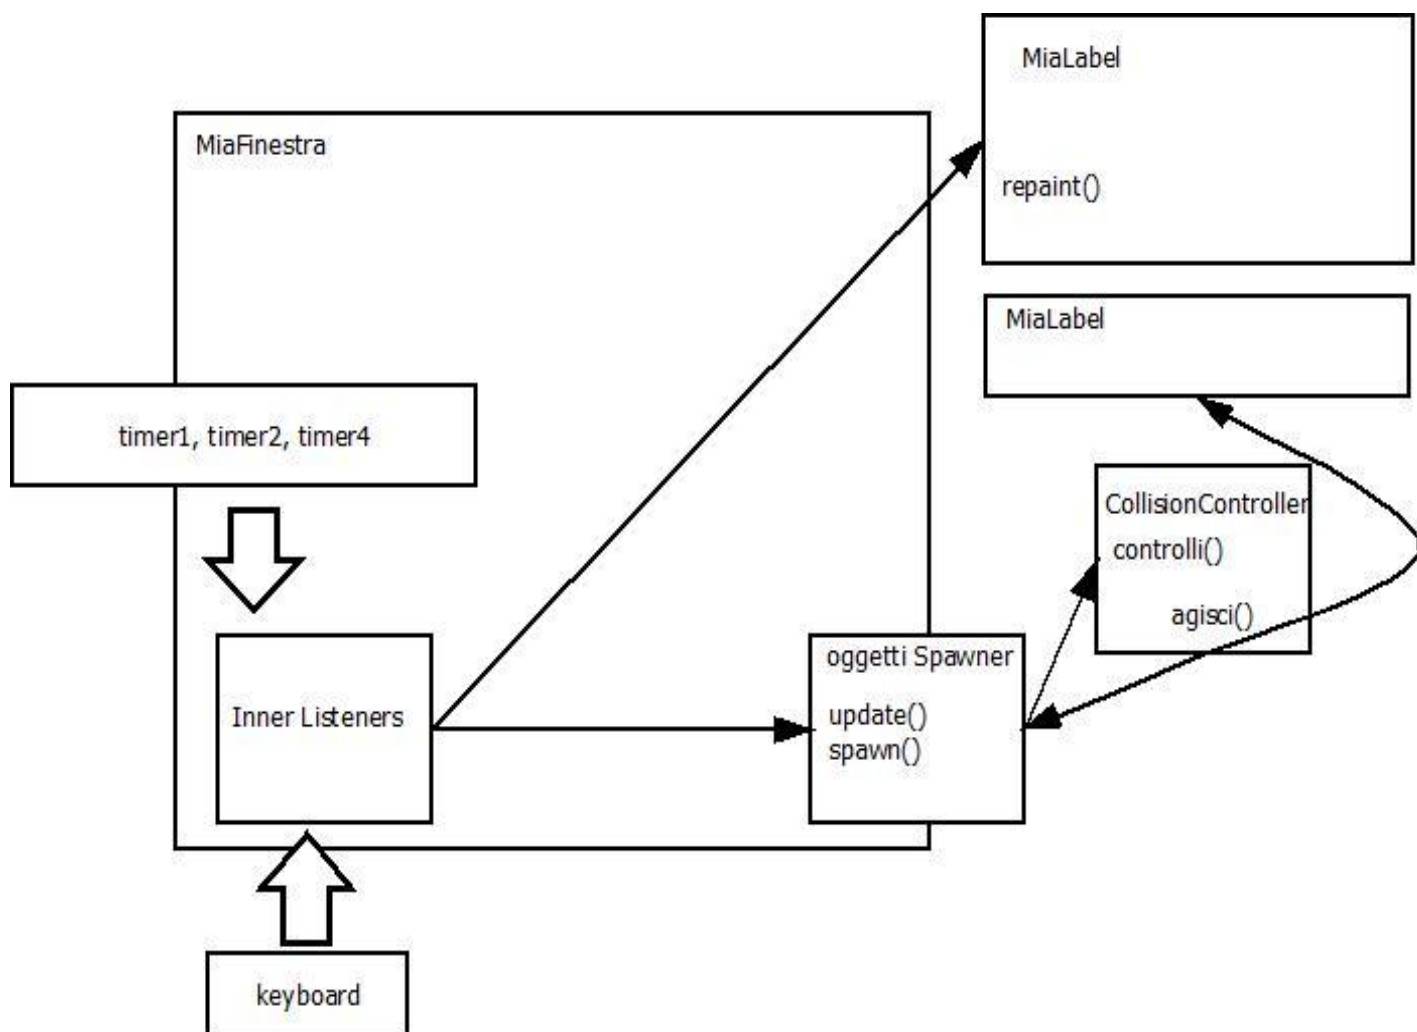 MiaLabel
MiaFinestra
repaint()
MiaLabel
timer1, timer2, timer4
CollisionController
controlli()
agisci()
oggetti Spawner
Inner Listeners
update()
spawn()
keyboard